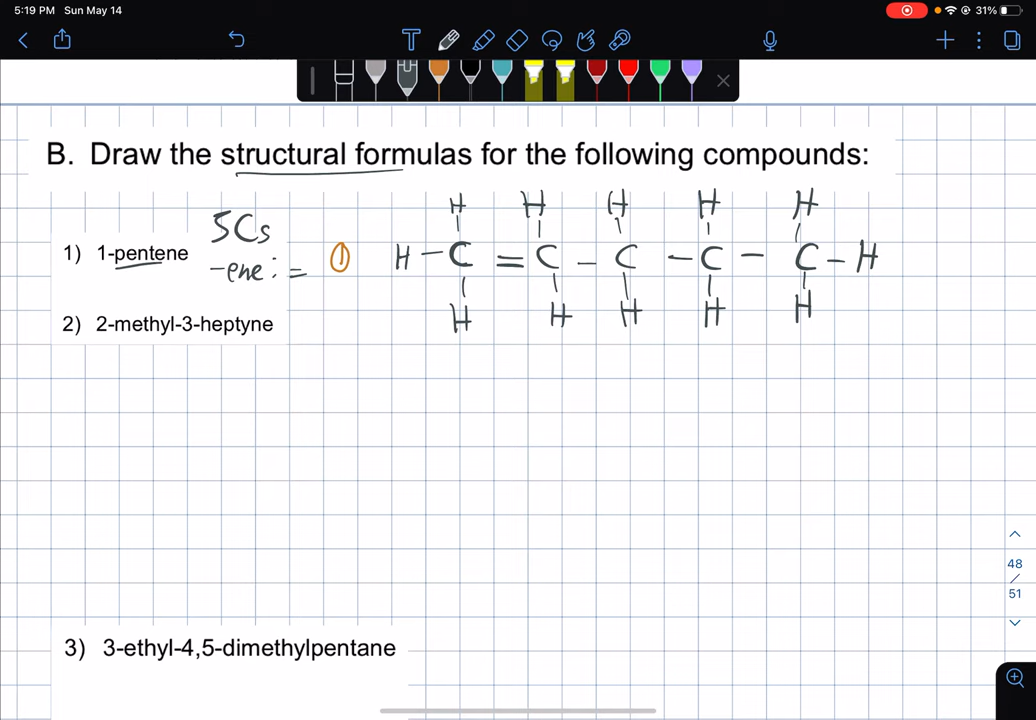 5:19 PM Sun May 14
31%
B. Draw the structural formulas for the following compounds:
H H H H H
5Cs
1) 1-pentene
-ene : =
① H - C = C - C - C - C - H
H H H H H
2) 2-methyl-3-heptyne
48
/
51
3) 3-ethyl-4,5-dimethylpentane